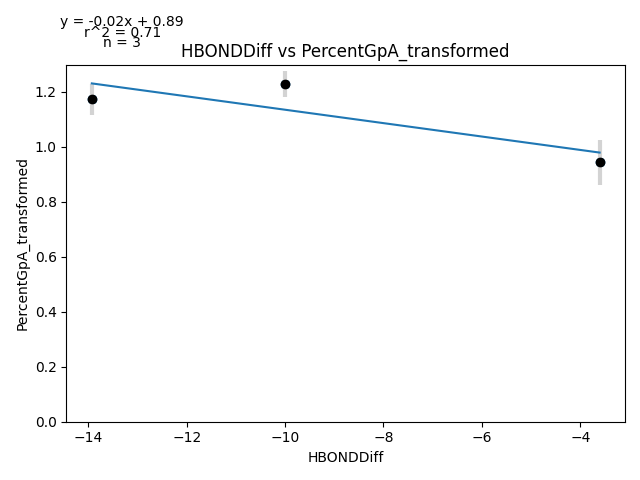 y = -0.02x + 0.89
r^2 = 0.71
n = 3
HBONDDiff vs PercentGpA_transformed
1.2
1.0
0.8
0.6
0.4
0.2
0.0
PercentGpA_transformed
−14
−12
−10
−8
−6
−4
HBONDDiff